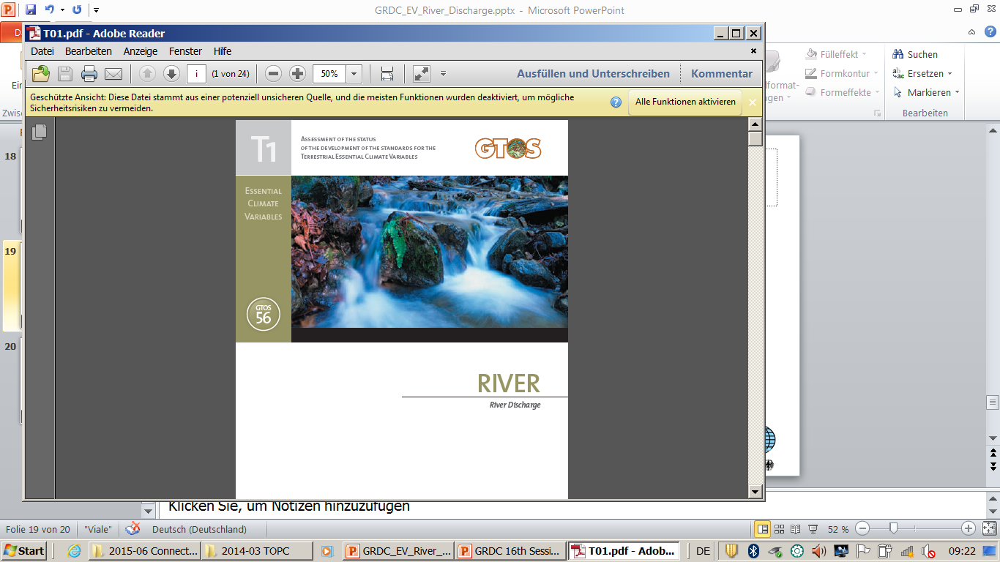 GRDC_EV_River_Discharge.pptx - Microsoft PowerPoint
T01.pdf - Adobe Reader
Datei Bearbeiten Anzeige Fenster Hilfe
i (1 von 24) 50% Ausfüllen und Unterschreiben Kommentar
Geschützte Ansicht: Diese Datei stammt aus einer potenziell unsicheren Quelle, und die meisten Funktionen wurden deaktiviert, um mögliche
Sicherheitsrisiken zu vermeiden.
Alle Funktionen aktivieren
Fülleffekt
Formkontur
Formeffekte
Suchen
Ersetzen
Markieren
Bearbeiten
18
19
20
T1
Assessment of the status
of the development of the standards for the
Terrestrial Essential Climate Variables
GTOS
Essential
Climate
Variables
GTOS
56
RIVER
River Discharge
Klicken Sie, um Notizen hinzuzufügen
Folie 19 von 20 "Viale" Deutsch (Deutschland) 52 %
Start 2015-06 Connect... 2014-03 TOPC GRDC_EV_River_... GRDC 16th Sessi... T01.pdf - Adob... DE 09:22